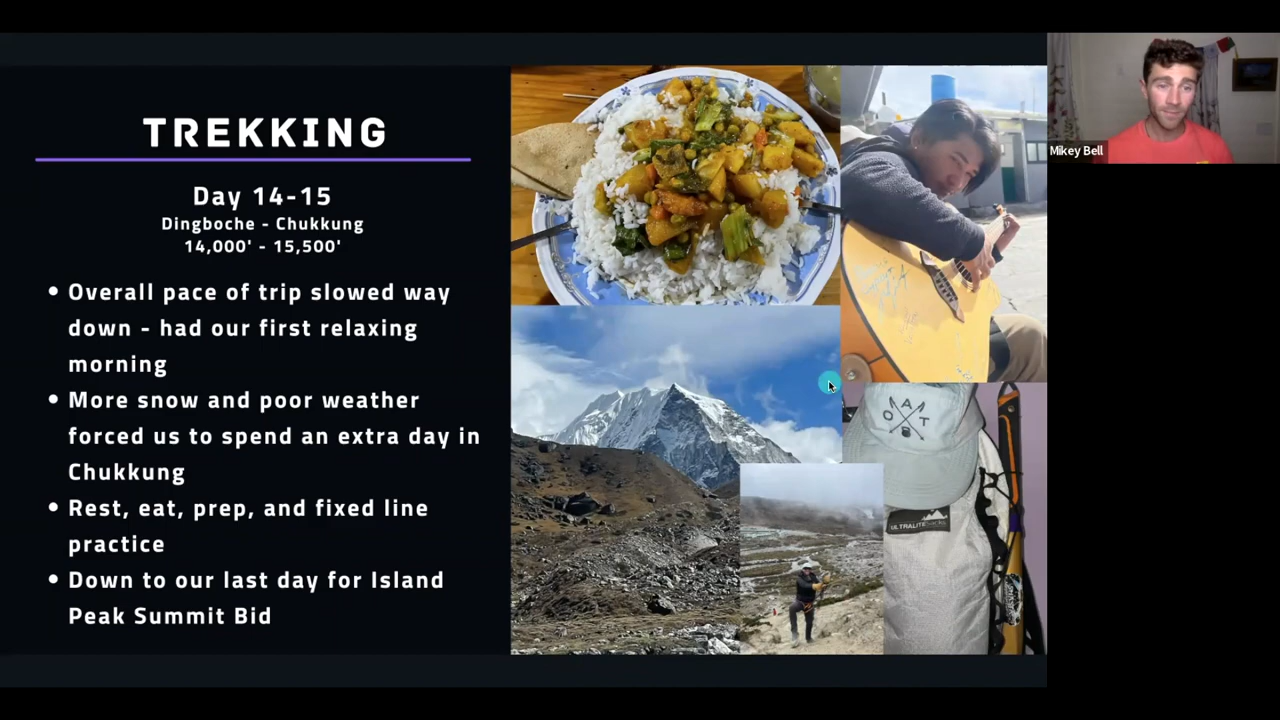 TREKKING
Day 14-15
Dingboche - Chukkung
14,000' - 15,500'
• Overall pace of trip slowed way
down - had our first relaxing
morning
• More snow and poor weather
forced us to spend an extra day in
Chukkung
• Rest, eat, prep, and fixed line
practice
• Down to our last day for Island
Peak Summit Bid
Mikey Bell
A
O T
B
ULTRALITE